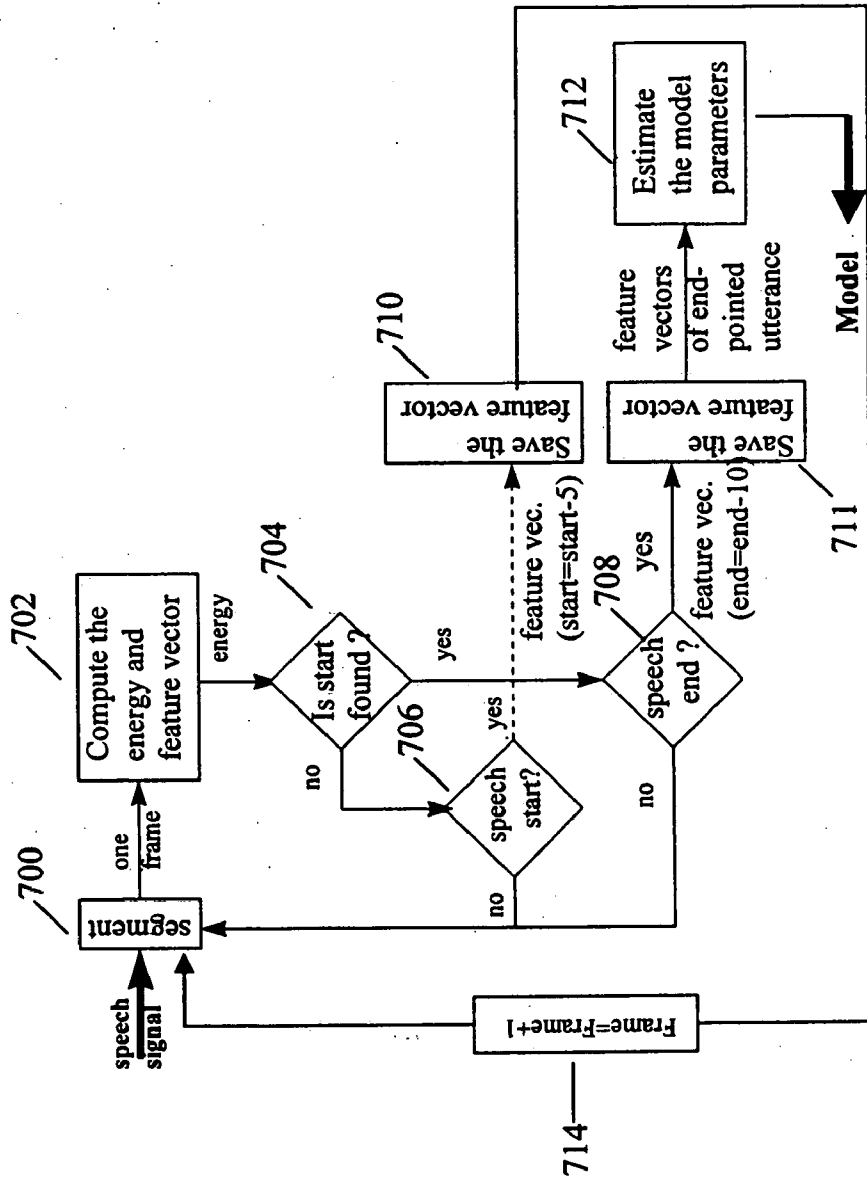 speech
signal
700
segment
one
frame
702
Compute the
energy and
feature vector
energy
704
Is start
found ?
no
yes
706
speech
start?
no
yes
feature vec.
(start=start-5)
710
Save the
feature vector
708
speech
end ?
no
yes
feature vec.
(end=end-10)
711
Save the
feature vector
feature
vectors
of end-
pointed
utterance
712
Estimate
the model
parameters
Model
714
Frame=Frame+1